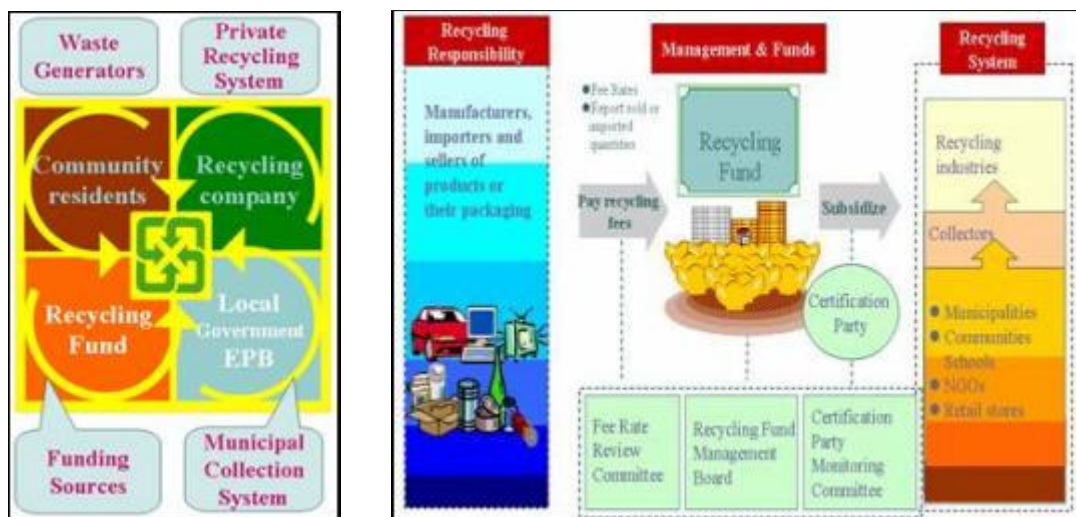 Waste
Generators
Private
Recycling
System
Community
residents
Recycling
company
Recycling
Fund
Local
Government
EPB
Funding
Sources
Municipal
Collection
System
Recycling
Responsibility
Manufacturers,
importers and
sellers of
products or
their packaging
Management & Funds
Fee Rates
Report sold or
imported
quantities
Recycling
Fund
Pay recycling
fees
Subsidize
Certification
Party
Fee Rate
Review
Committee
Recycling Fund
Management
Board
Certification
Party
Monitoring
Committee
Recycling
System
Recycling
industries
Collectors
Municipalities
Communities
Schools
NGOs
Retail stores